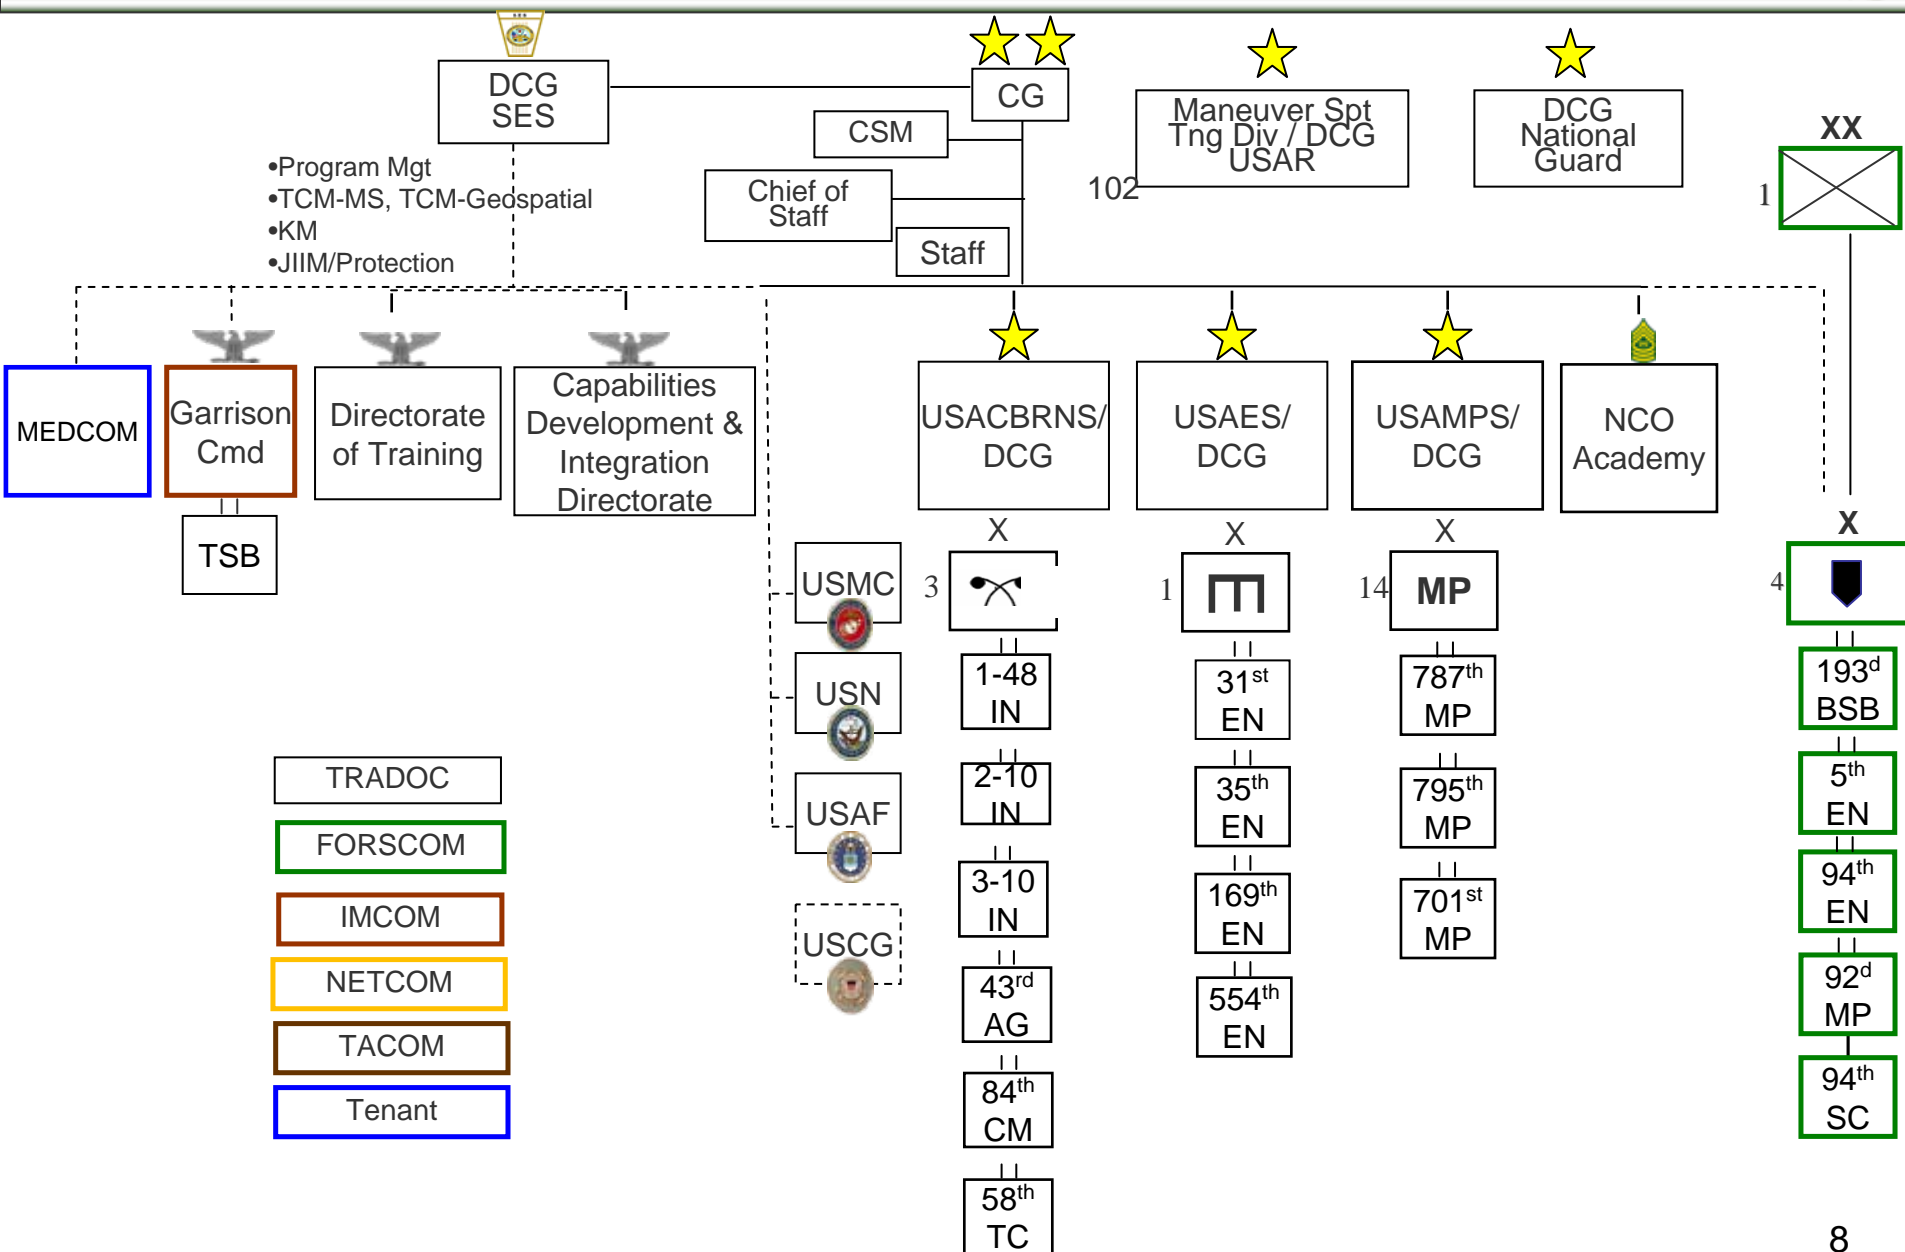 DCG
SES
CG
CSM
Chief of
Staff
Staff
Maneuver Spt
Tng Div / DCG
USAR
102
DCG
National
Guard
XX
1
•Program Mgt
•TCM-MS, TCM-Geospatial
•KM
•JIIM/Protection
MEDCOM
Garrison
Cmd
TSB
Directorate
of Training
Capabilities
Development &
Integration
Directorate
USACBRNS/
DCG
USAES/
DCG
USAMPS/
DCG
NCO
Academy
USMC
USN
USAF
USCG
X
3
1-48
IN
2-10
IN
3-10
IN
43rd
AG
84th
CM
58th
TC
X
1
31st
EN
35th
EN
169th
EN
554th
EN
X
14
MP
787th
MP
795th
MP
701st
MP
X
4
193d
BSB
5th
EN
94th
EN
92d
MP
94th
SC
TRADOC
FORSCOM
IMCOM
NETCOM
TACOM
Tenant
8